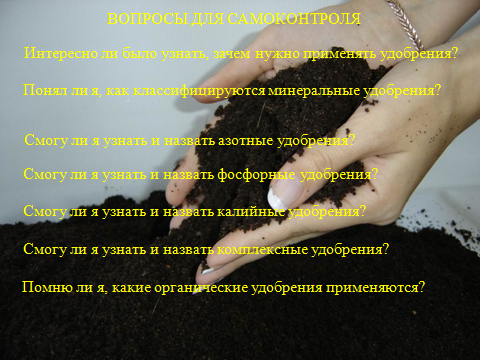 ВОПРОСЫ ДЛЯ САМОКОНТРОЛЯ
Интересно ли было узнать, зачем нужно применять удобрения?
Понял ли я, как классифицируются минеральные удобрения?
Смогу ли я узнать и назвать азотные удобрения?
Смогу ли я узнать и назвать фосфорные удобрения?
Смогу ли я узнать и назвать калийные удобрения?
Смогу ли я узнать и назвать комплексные удобрения?
Помню ли я, какие органические удобрения применяются?